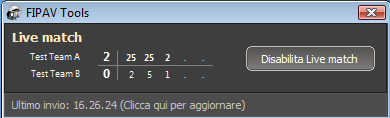 FIPAV Tools
Live match
Test Team A 2 25 25 2 . .
Test Team B 0 2 5 1 . .
Disabilita Live match
Ultimo invio: 16.26.24 (Clicca qui per aggiornare)